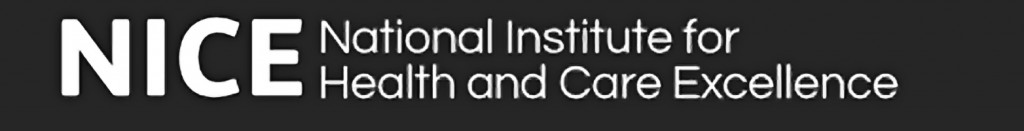 NICE National Institute for
Health and Care Excellence